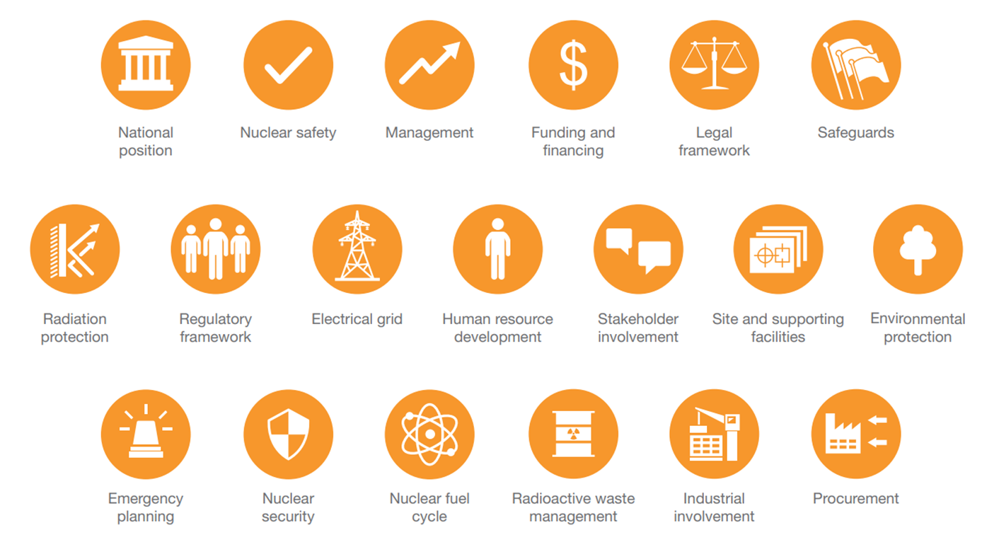 National
position
Nuclear safety
Management
Funding and
financing
Legal
framework
Safeguards
Radiation
protection
Regulatory
framework
Electrical grid
Human resource
development
Stakeholder
involvement
Site and supporting
facilities
Environmental
protection
Emergency
planning
Nuclear
security
Nuclear fuel
cycle
Radioactive waste
management
Industrial
involvement
Procurement